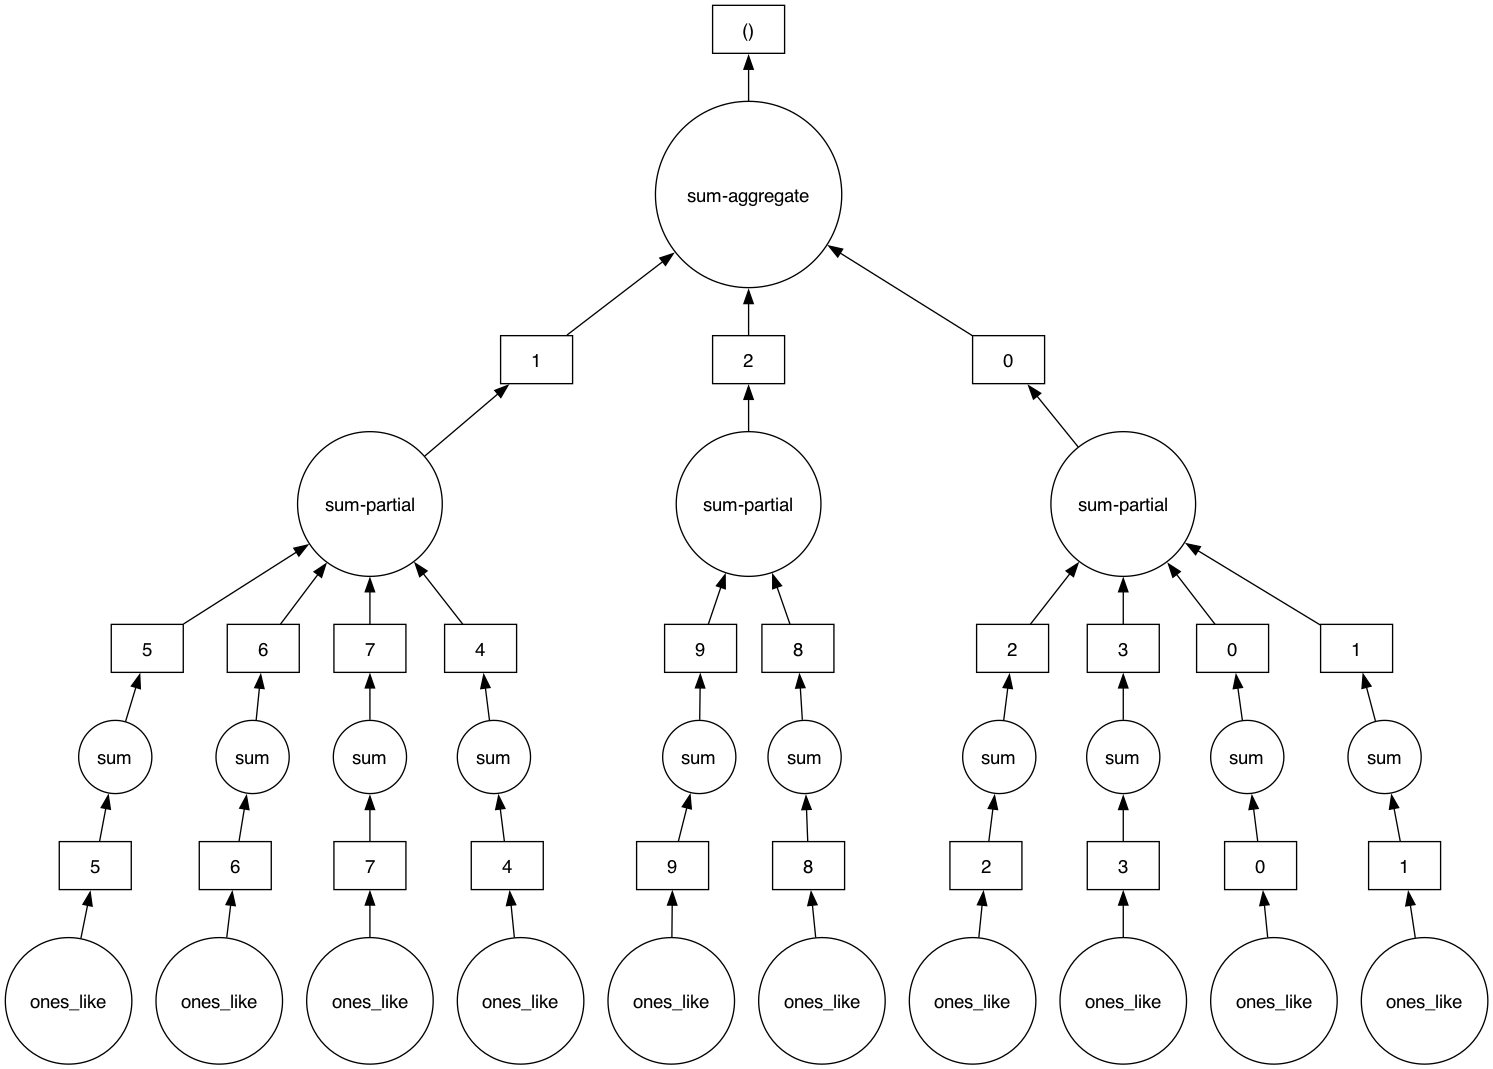 ()
sum-aggregate
1
2
0
sum-partial
sum-partial
sum-partial
5
6
7
4
9
8
2
3
0
1
sum
sum
sum
sum
sum
sum
sum
sum
sum
sum
5
6
7
4
9
8
2
3
0
1
ones_like
ones_like
ones_like
ones_like
ones_like
ones_like
ones_like
ones_like
ones_like
ones_like